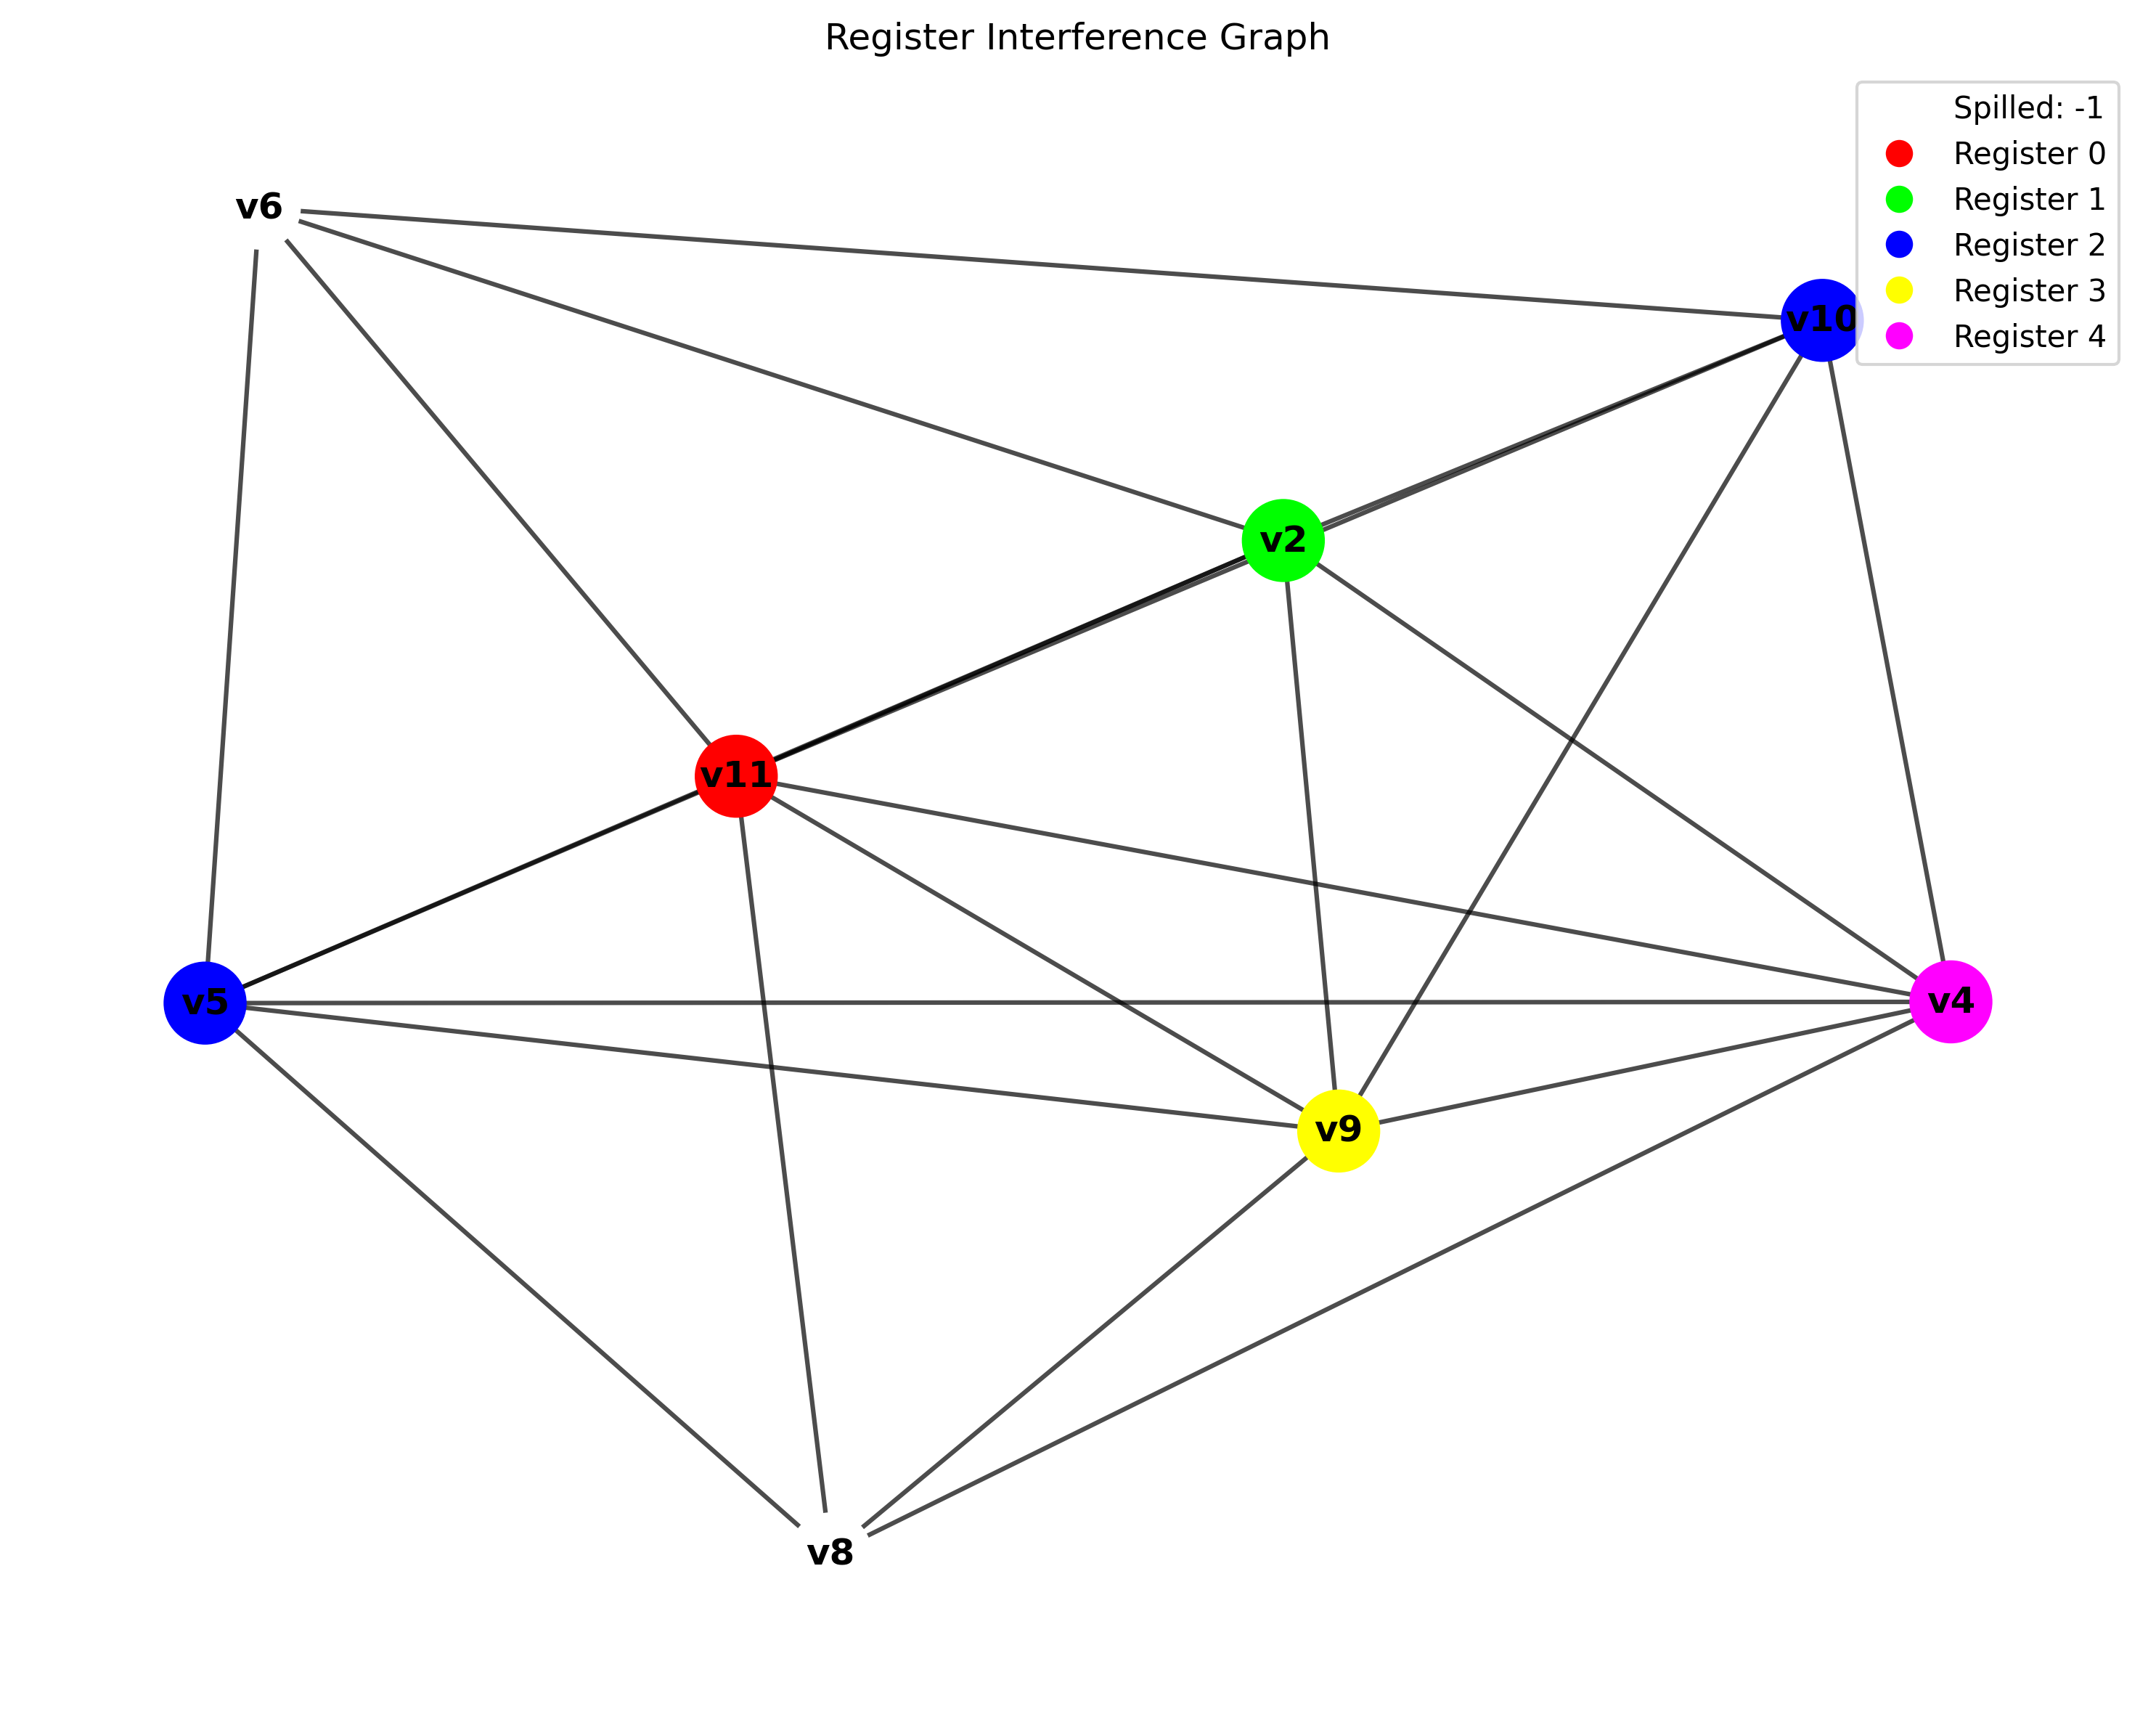 Register Interference Graph
Spilled: -1
Register 0
Register 1
Register 2
Register 3
Register 4
v6
v10
v2
v11
v5
v4
v9
v8